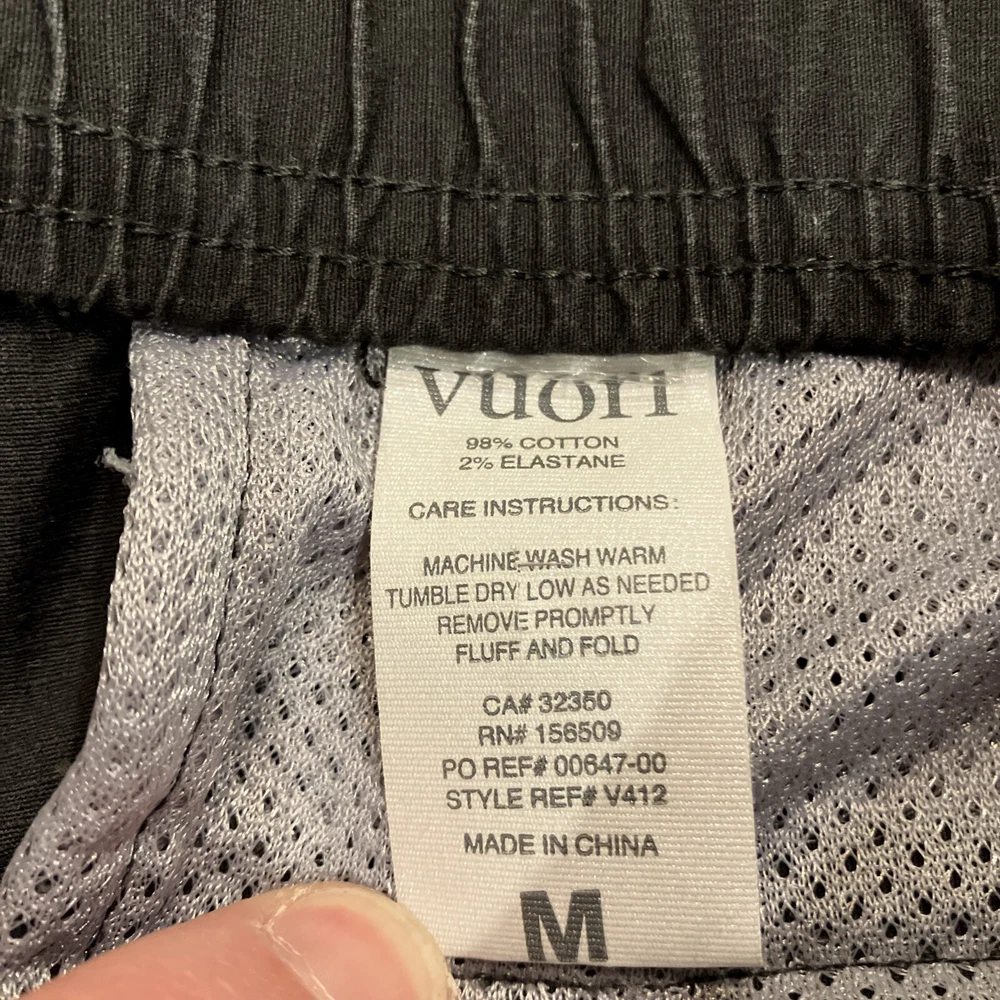 vuori
98% COTTON
2% ELASTANE
CARE INSTRUCTIONS:
MACHINE WASH WARM
TUMBLE DRY LOW AS NEEDED
REMOVE PROMPTLY
FLUFF AND FOLD
CA# 32350
RN# 156509
PO REF# 00647-00
STYLE REF# V412
MADE IN CHINA
M